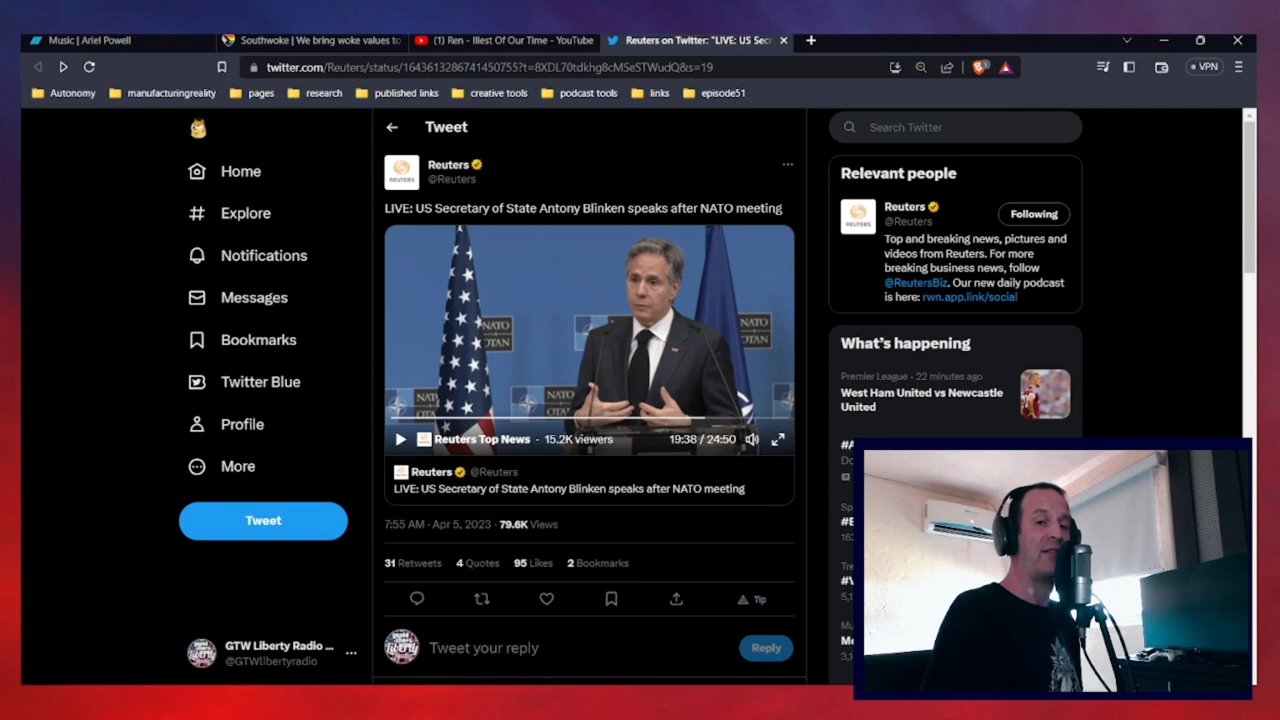 Music | Ariel Powell
Southwoke | We bring woke values to
(1) Ren - Illest Of Our Time - YouTube
Reuters on Twitter: "LIVE: US Secr
twitter.com/Reuters/status/1643613286741450755?t=8XDL70tdkhg8cMSeSTWudQ&s=19
VPN
Autonomy
manufacturingreality
pages
research
published links
creative tools
podcast tools
links
episode51
Home
Explore
Notifications
Messages
Bookmarks
Twitter Blue
Profile
More
Tweet
GTW Liberty Radio ...
@GTWlibertyradio
Tweet
REUTERS
Reuters
@Reuters
LIVE: US Secretary of State Antony Blinken speaks after NATO meeting
NATO
OTAN
NATO
OTAN
NATO
OTAN
Reuters Top News · 15.2K viewers
19:38 / 24:50
Reuters @Reuters
LIVE: US Secretary of State Antony Blinken speaks after NATO meeting
7:55 AM · Apr 5, 2023 · 79.6K Views
31 Retweets 4 Quotes 95 Likes 2 Bookmarks
Tip
Tweet your reply
Reply
Search Twitter
Relevant people
REUTERS
Reuters
@Reuters
Following
Top and breaking news, pictures and
videos from Reuters. For more
breaking business news, follow
@ReutersBiz. Our new daily podcast
is here: rwn.app.link/social
What's happening
Premier League · 22 minutes ago
West Ham United vs Newcastle
United